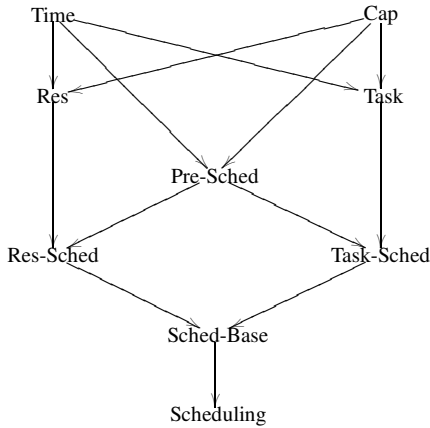 Time
Cap
Res
Task
Pre-Sched
Res-Sched
Task-Sched
Sched-Base
Scheduling